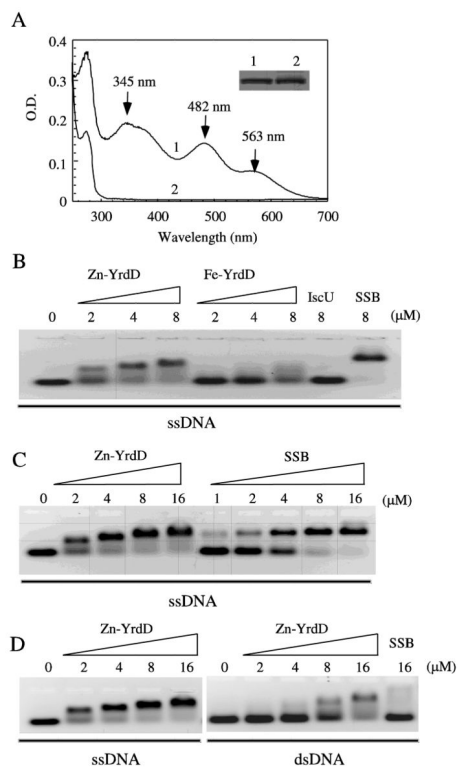 A
0.4
0.3
0.2
0.1
0
O.D.
345 nm
482 nm
563 nm
1 2
1
2
300 400 500 600 700
Wavelength (nm)
B
Zn-YrdD Fe-YrdD IscU SSB
0 2 4 8 2 4 8 8 8 (μM)
ssDNA
C
Zn-YrdD SSB
0 2 4 8 16 1 2 4 8 16 (μM)
ssDNA
D
Zn-YrdD Zn-YrdD SSB
0 2 4 8 16 0 2 4 8 16 16 (μM)
ssDNA dsDNA